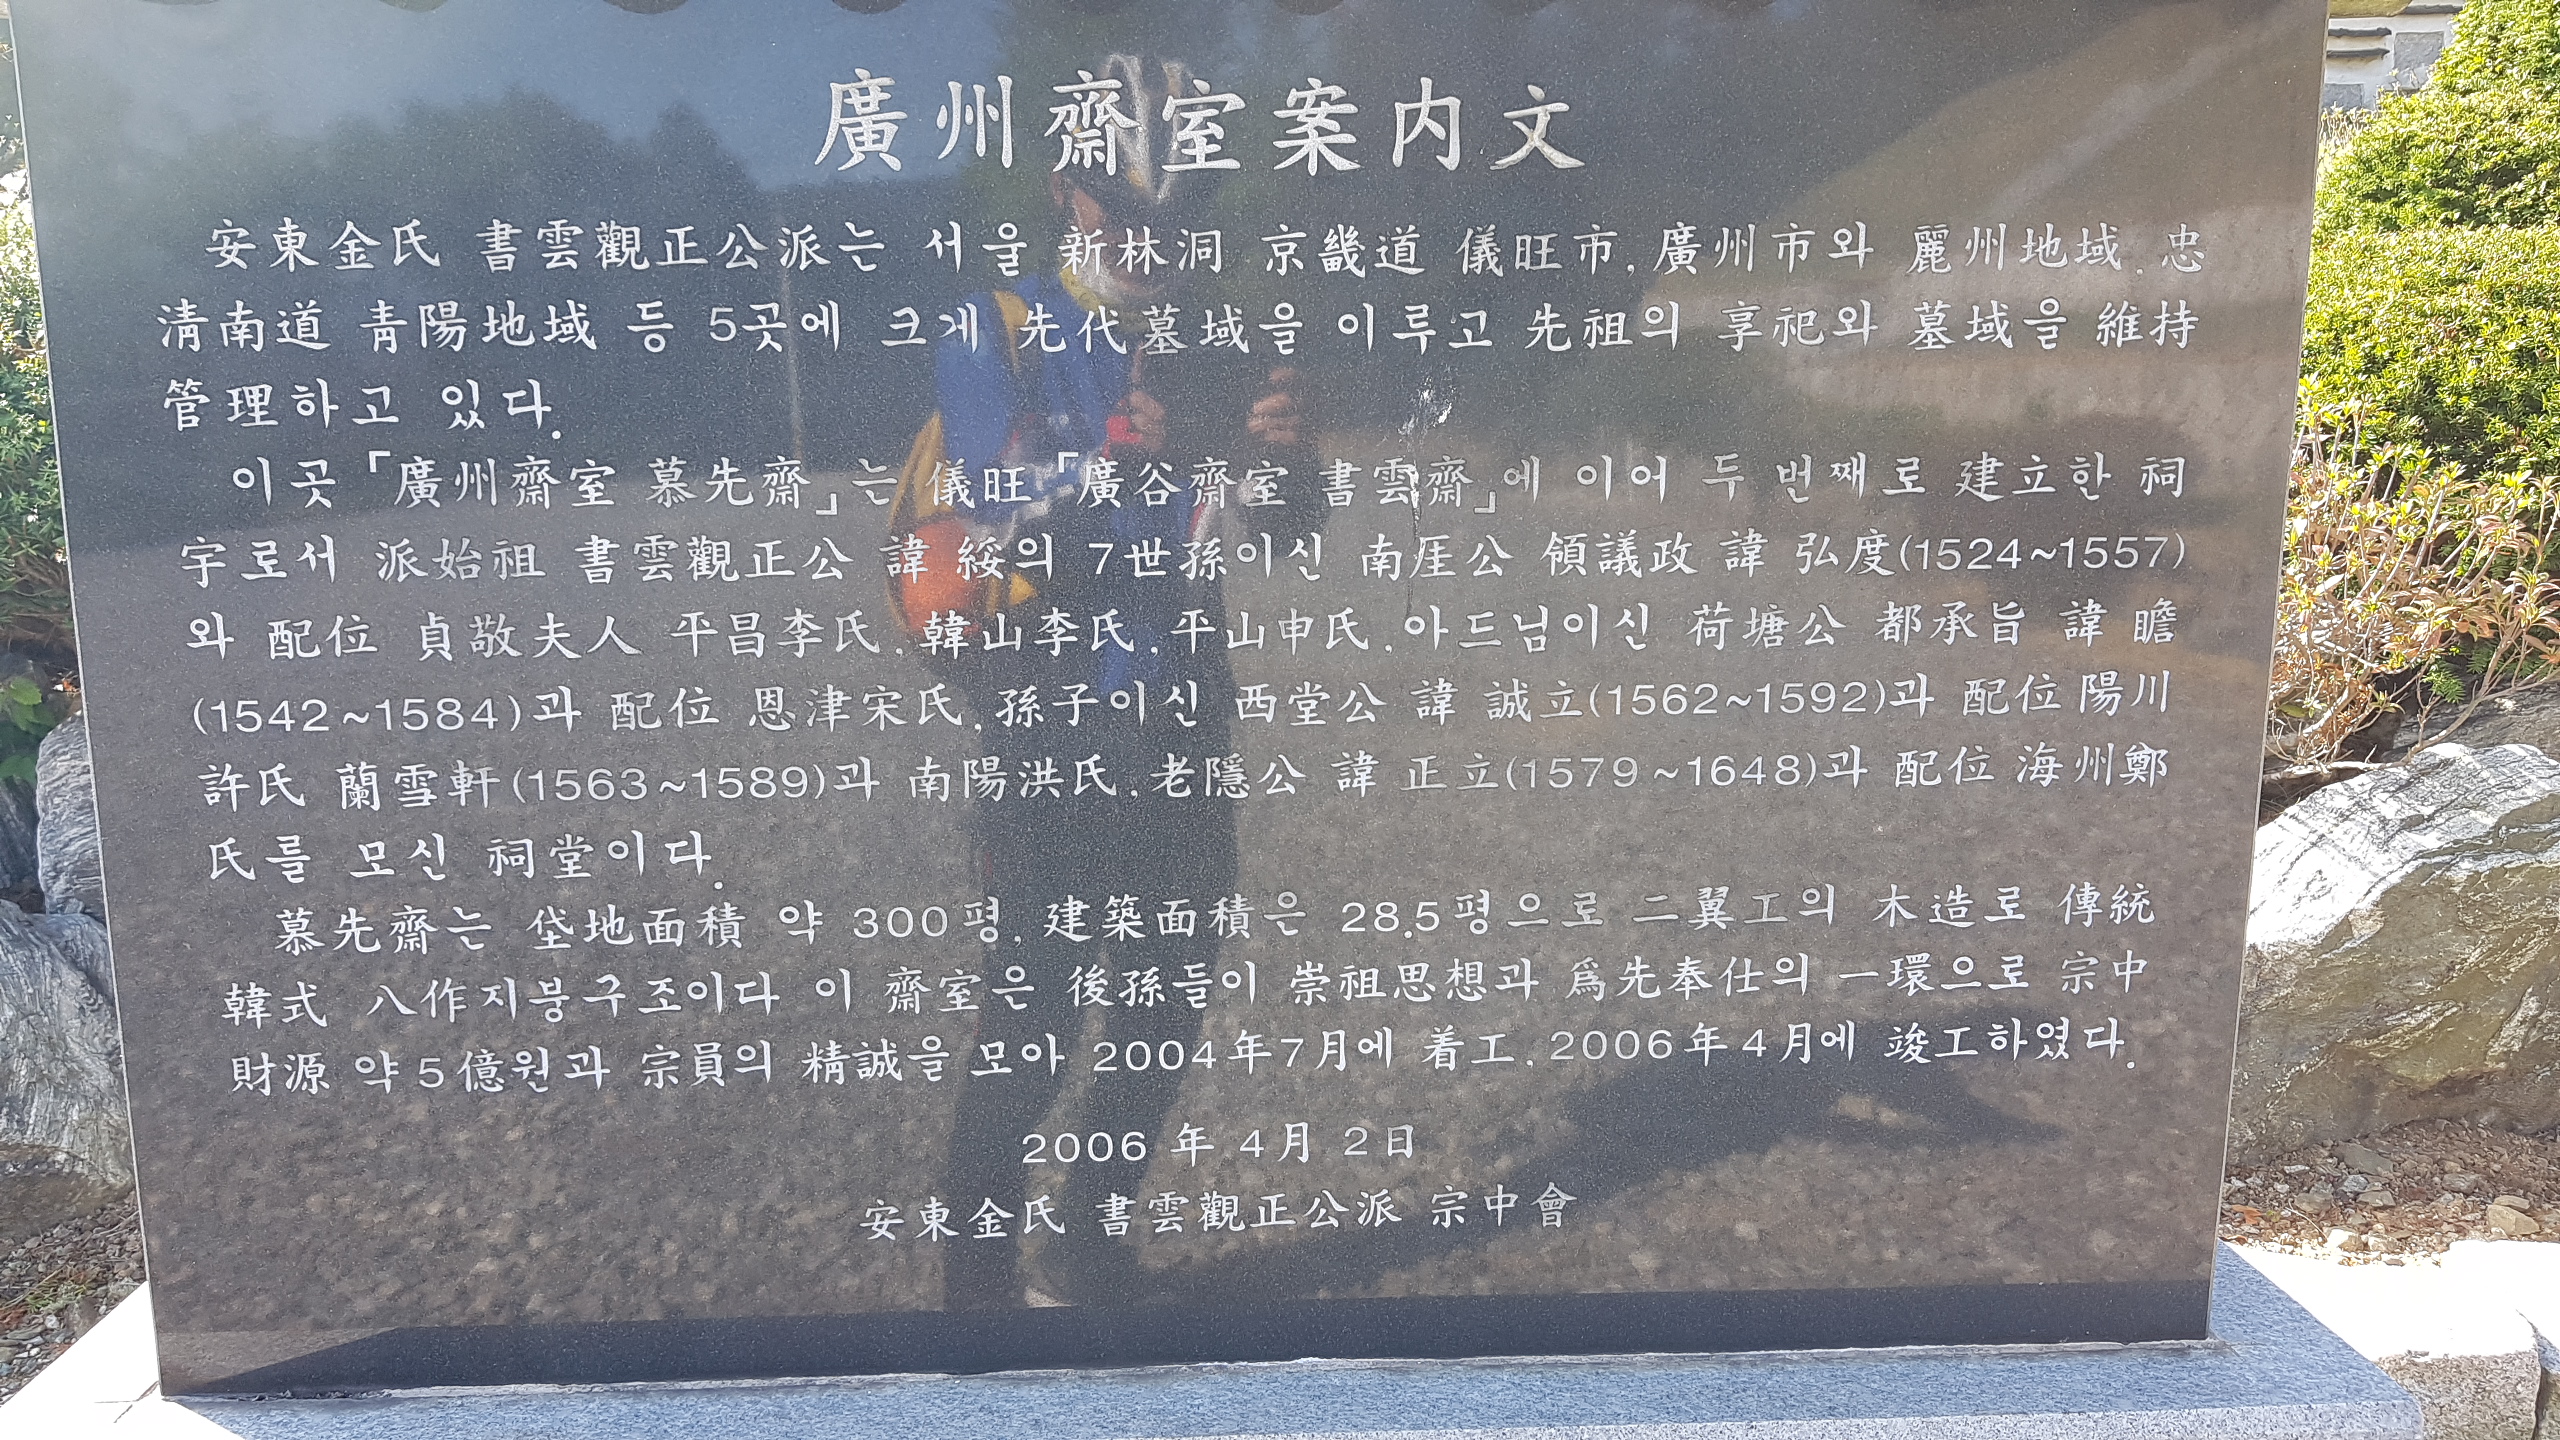 廣州齋室案內文
安東金氏 書雲觀正公派는 서울 新林洞 京畿道 儀旺市, 廣州市와 麗州地域, 忠
淸南道 靑陽地域 등 5곳에 크게 先代墓域을 이루고 先祖의 享祀와 墓域을 維持
管理하고 있다.
이곳 「廣州齋室 慕先齋」는 儀旺 「廣谷齋室 書雲齋」에 이어 두 번째로 建立한 祠
宇로서 派始祖 書雲觀正公 諱 綏의 7世孫이신 南厓公 領議政 諱 弘度(1524~1557)
와 配位 貞敬夫人 平昌李氏, 韓山李氏, 平山申氏, 아드님이신 荷塘公 都承旨 諱 瞻
(1542~1584)과 配位 恩津宋氏, 孫子이신 西堂公 諱 誠立(1562~1592)과 配位 陽川
許氏 蘭雪軒(1563~1589)과 南陽洪氏, 老隱公 諱 正立(1579~1648)과 配位 海州鄭
氏를 모신 祠堂이다.
慕先齋는 垈地面積 약 300평, 建築面積은 28.5평으로 二翼工의 木造로 傳統
韓式 八作지붕구조이다 이 齋室은 後孫들이 崇祖思想과 爲先奉仕의 一環으로 宗中
財源 약 5億원과 宗員의 精誠을 모아 2004年 7月에 着工, 2006年 4月에 竣工하였다.
2006 年 4月 2日
安東金氏 書雲觀正公派 宗中會